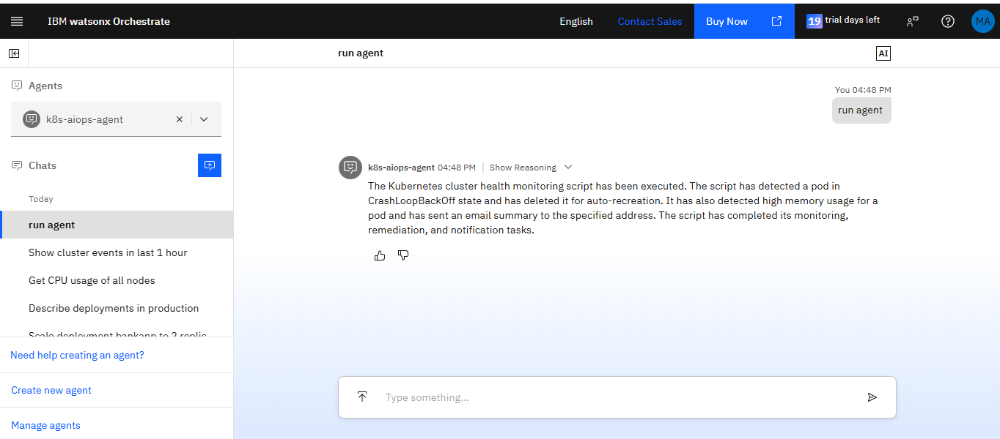 IBM watsonx Orchestrate
English
Contact Sales
Buy Now
19 trial days left
MA
run agent
AI
Agents
k8s-aiops-agent
Chats
Today
run agent
Show cluster events in last 1 hour
Get CPU usage of all nodes
Describe deployments in production
Scale deployment bankapp to 2 replic
Need help creating an agent?
Create new agent
Manage agents
You 04:48 PM
run agent
k8s-aiops-agent 04:48 PM | Show Reasoning
The Kubernetes cluster health monitoring script has been executed. The script has detected a pod in
CrashLoopBackOff state and has deleted it for auto-recreation. It has also detected high memory usage for a
pod and has sent an email summary to the specified address. The script has completed its monitoring,
remediation, and notification tasks.
Type something...